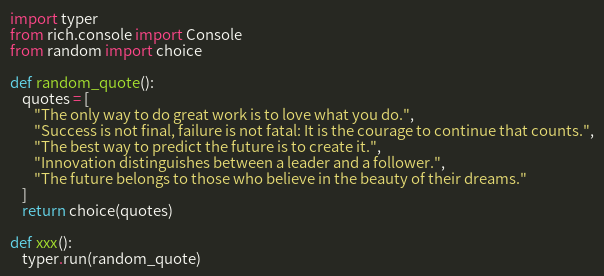 import typer
from rich.console import Console
from random import choice

def random_quote():
    quotes = [
        "The only way to do great work is to love what you do.",
        "Success is not final, failure is not fatal: It is the courage to continue that counts.",
        "The best way to predict the future is to create it.",
        "Innovation distinguishes between a leader and a follower.",
        "The future belongs to those who believe in the beauty of their dreams."
    ]
    return choice(quotes)

def xxx():
    typer.run(random_quote)